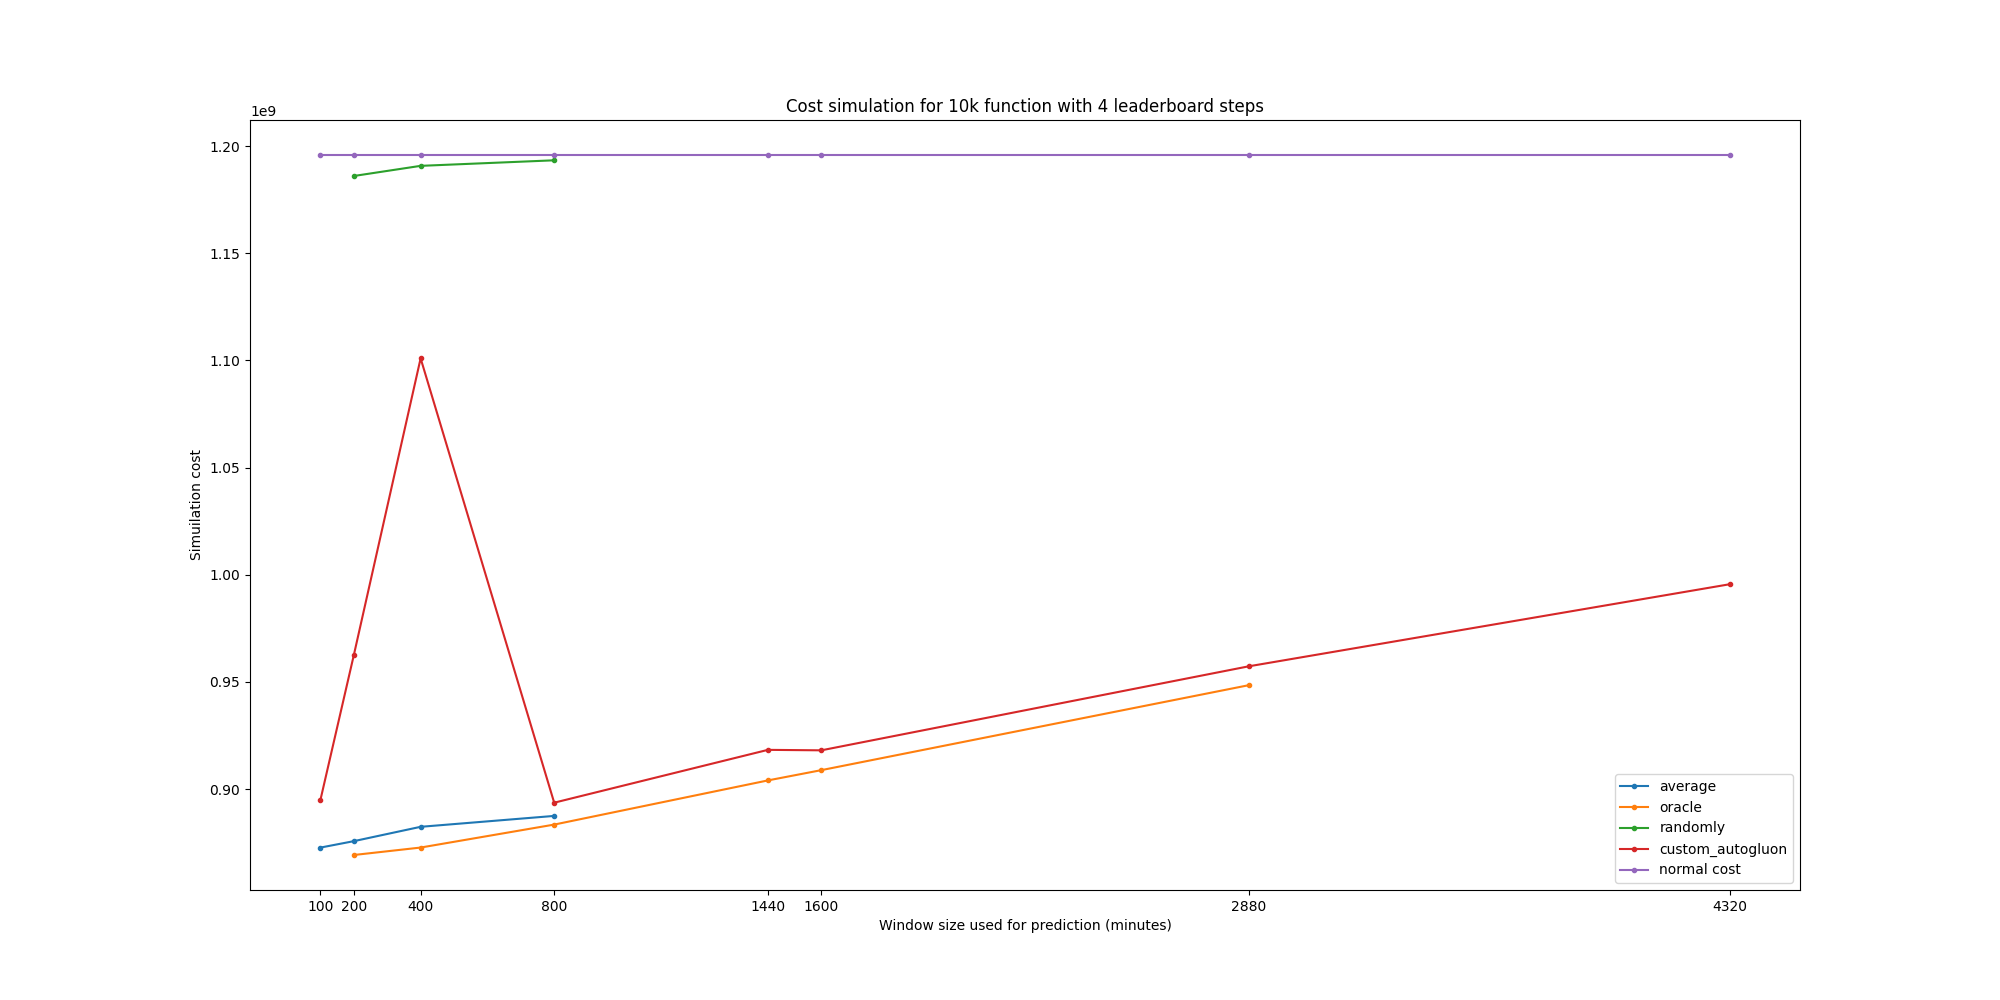 Cost simulation for 10k function with 4 leaderboard steps
1e9
1.20
1.15
1.10
1.05
1.00
0.95
0.90
Simuilation cost
100 200 400 800 1440 1600 2880 4320
Window size used for prediction (minutes)
average
oracle
randomly
custom_autogluon
normal cost